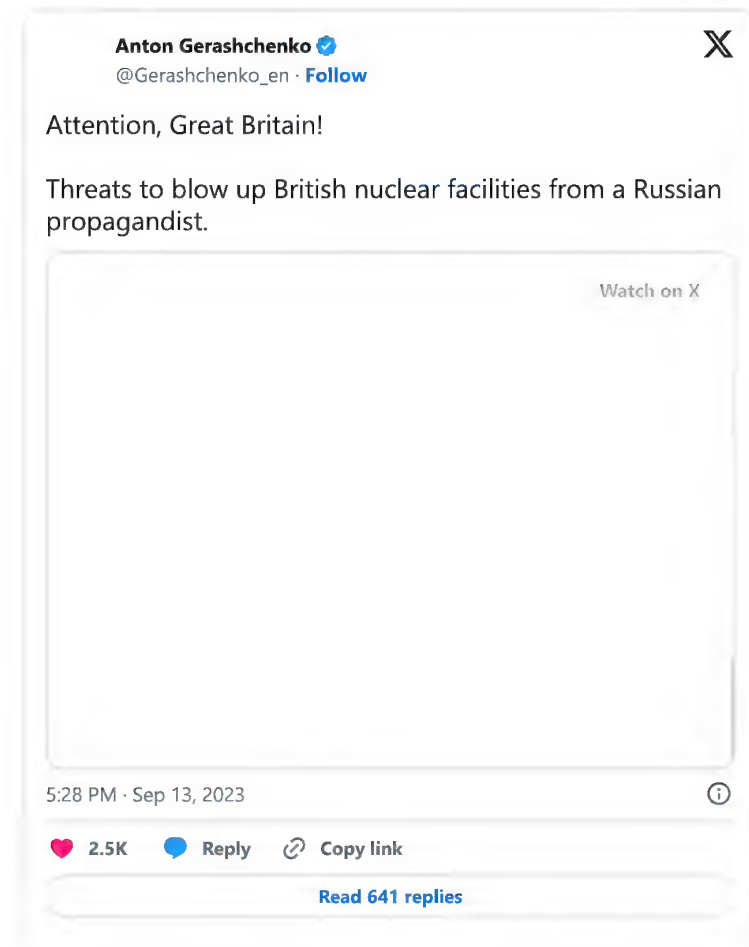 Anton Gerashchenko
@Gerashchenko_en · Follow
Attention, Great Britain!
Threats to blow up British nuclear facilities from a Russian
propagandist.
Watch on X
5:28 PM · Sep 13, 2023
2.5K Reply Copy link
Read 641 replies